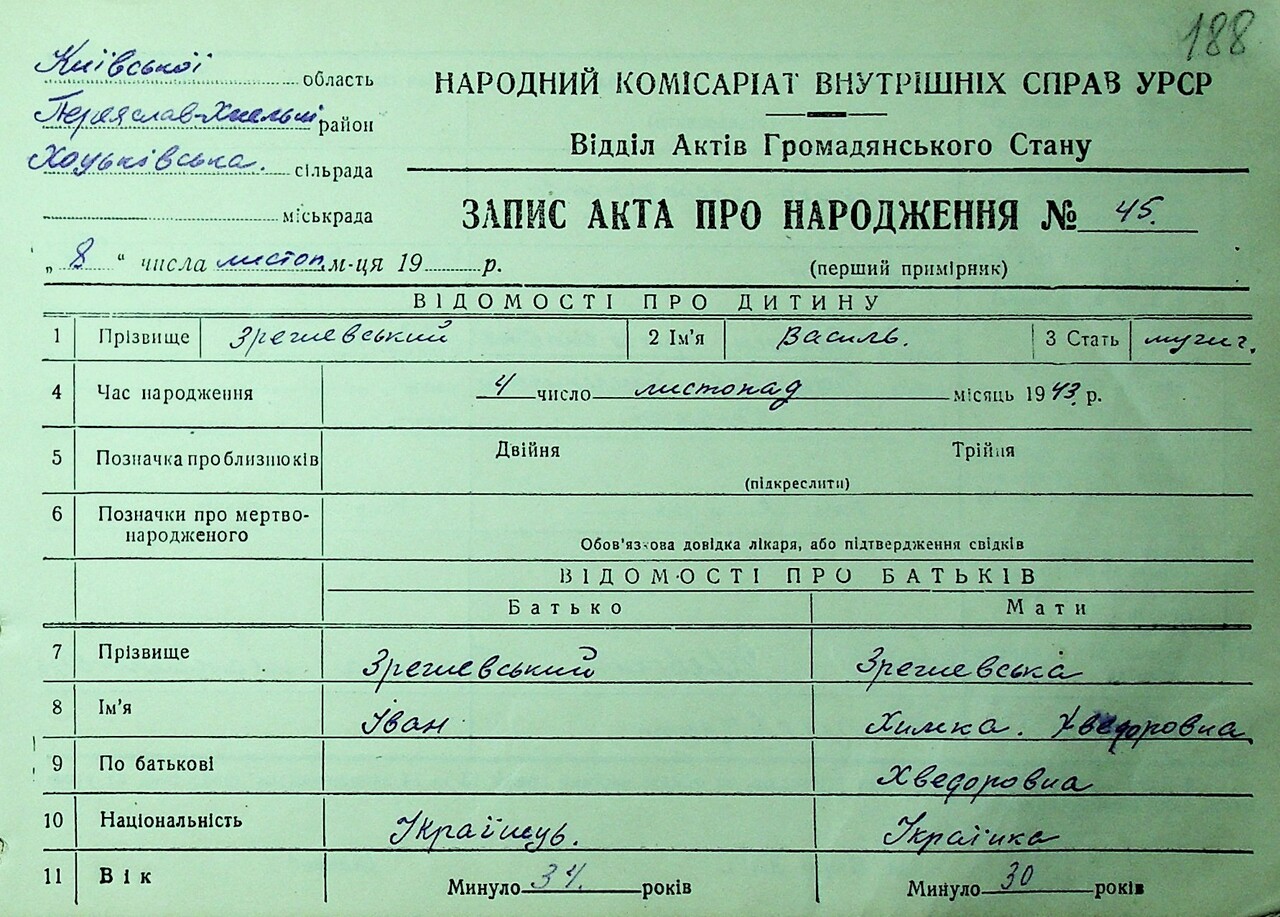 188
Київської область
Переяслав-Хмельн район
Хоцьківська. сільрада
міськрада
НАРОДНИЙ КОМІСАРІАТ ВНУТРІШНІХ СПРАВ УРСР
Відділ Актів Громадянського Стану
ЗАПИС АКТА ПРО НАРОДЖЕННЯ № 45.
„ 8 “ числа листоп. м-ця 19 р.
(перший примірник)
ВІДОМОСТІ ПРО ДИТИНУ
1 Прізвище 2 Ім'я Василь. 3 Стать мужич.
4 Час народження 4 число листопад місяць 1943. р.
5 Позначка про близнюків Двійня Трійня
(підкреслити)
6 Позначки про мертво-
народженого
Обов'язкова довідка лікаря, або підтвердження свідків
ВІДОМОСТІ ПРО БАТЬКІВ
Батько Мати
7 Прізвище
8 Ім'я Іван Химка. Хведоровна
9 По батькові Хведоровна
10 Національність Українець. Українка
11 Вік Минуло 34. років Минуло 30 років